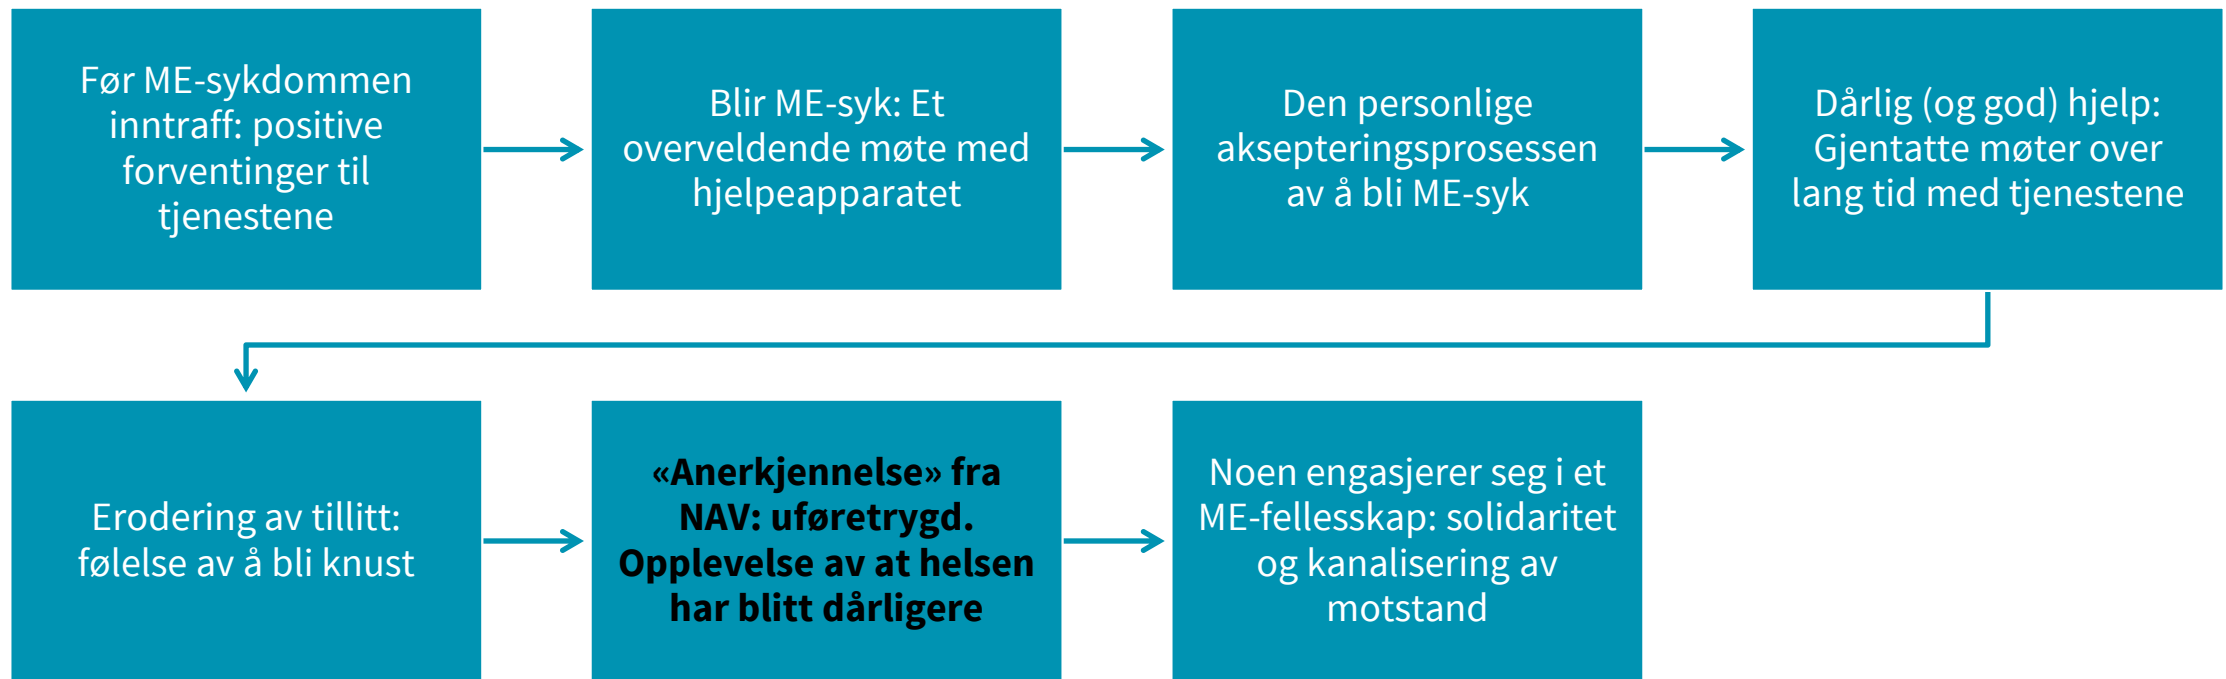 Før ME-sykdommen
inntraff: positive
forventinger til
tjenestene
Blir ME-syk: Et
overveldende møte med
hjelpeapparatet
Den personlige
aksepteringsprosessen
av å bli ME-syk
Dårlig (og god) hjelp:
Gjentatte møter over
lang tid med tjenestene
Erodering av tillitt:
følelse av å bli knust
«Anerkjennelse» fra
NAV: uføretrygd.
Opplevelse av at helsen
har blitt dårligere
Noen engasjerer seg i et
ME-fellesskap: solidaritet
og kanalisering av
motstand